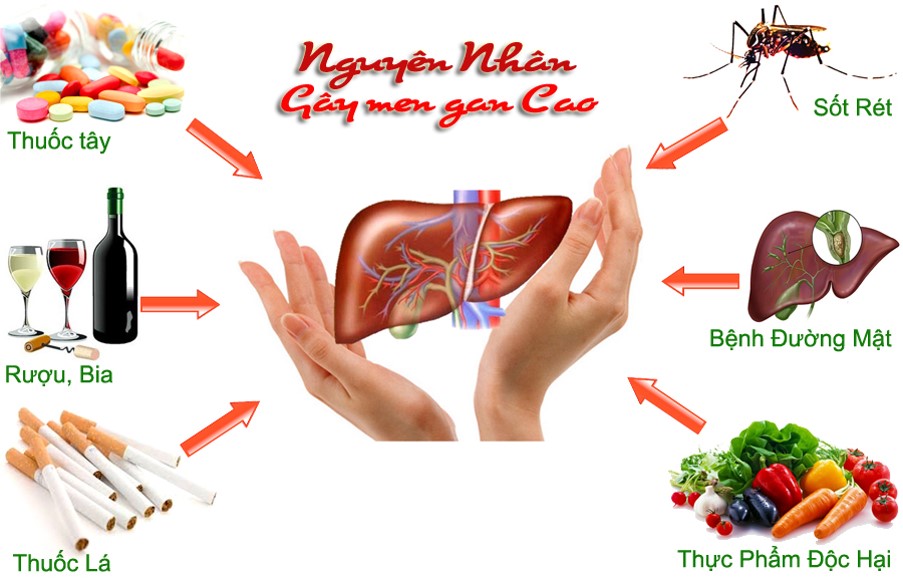 Nguyên Nhân
Gây men gan Cao
Thuốc tây
Sốt Rét
Rượu, Bia
Bệnh Đường Mật
Thuốc Lá
Thực Phẩm Độc Hại